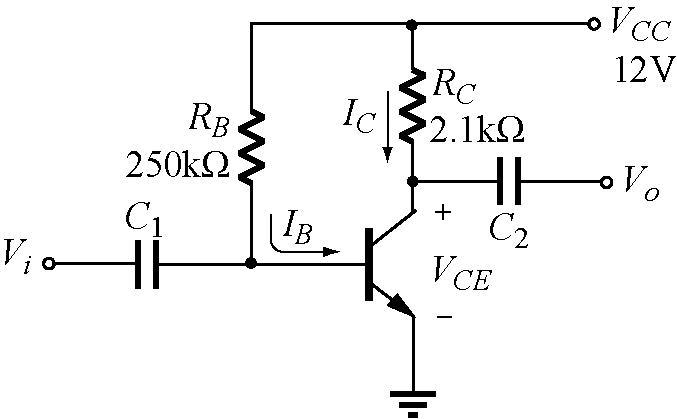 V_CC
12V
R_B
250kΩ
I_C
R_C
2.1kΩ
C_1
I_B
+
C_2
V_o
V_i
V_CE
−